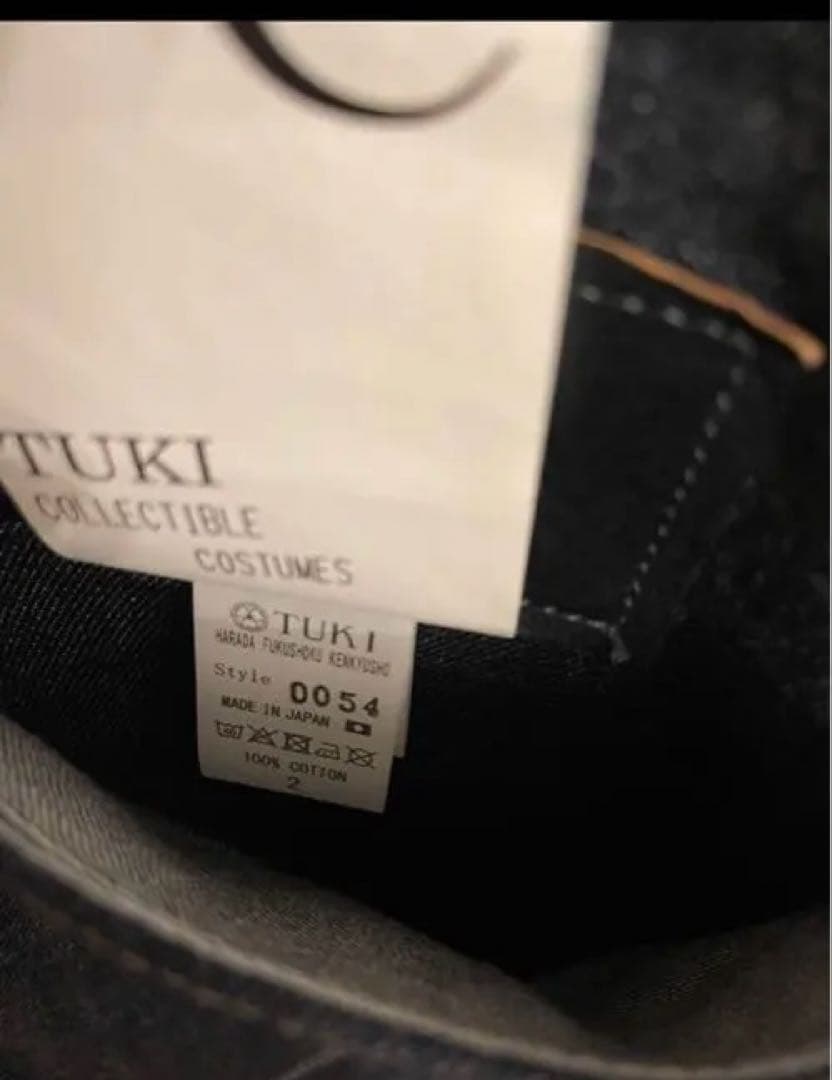 C
TUKI
COLLECTIBLE
COSTUMES
TUKI
HARADA FUKUSHOKU KENKYUSHO
Style 0054
MADE IN JAPAN
100% COTTON
2